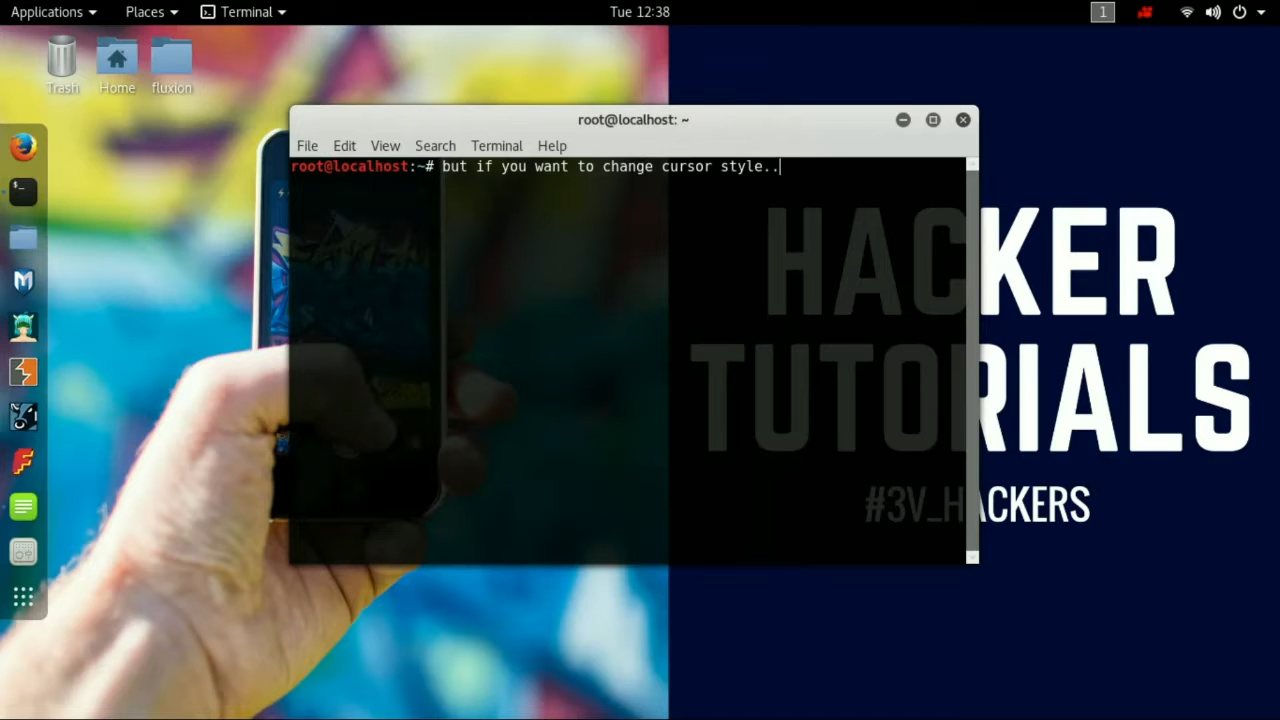 Applications Places Terminal Tue 12:38 1
Trash Home fluxion
root@localhost: ~
File Edit View Search Terminal Help
root@localhost:~# but if you want to change cursor style..
HACKER
TUTORIALS
#3V_HACKERS